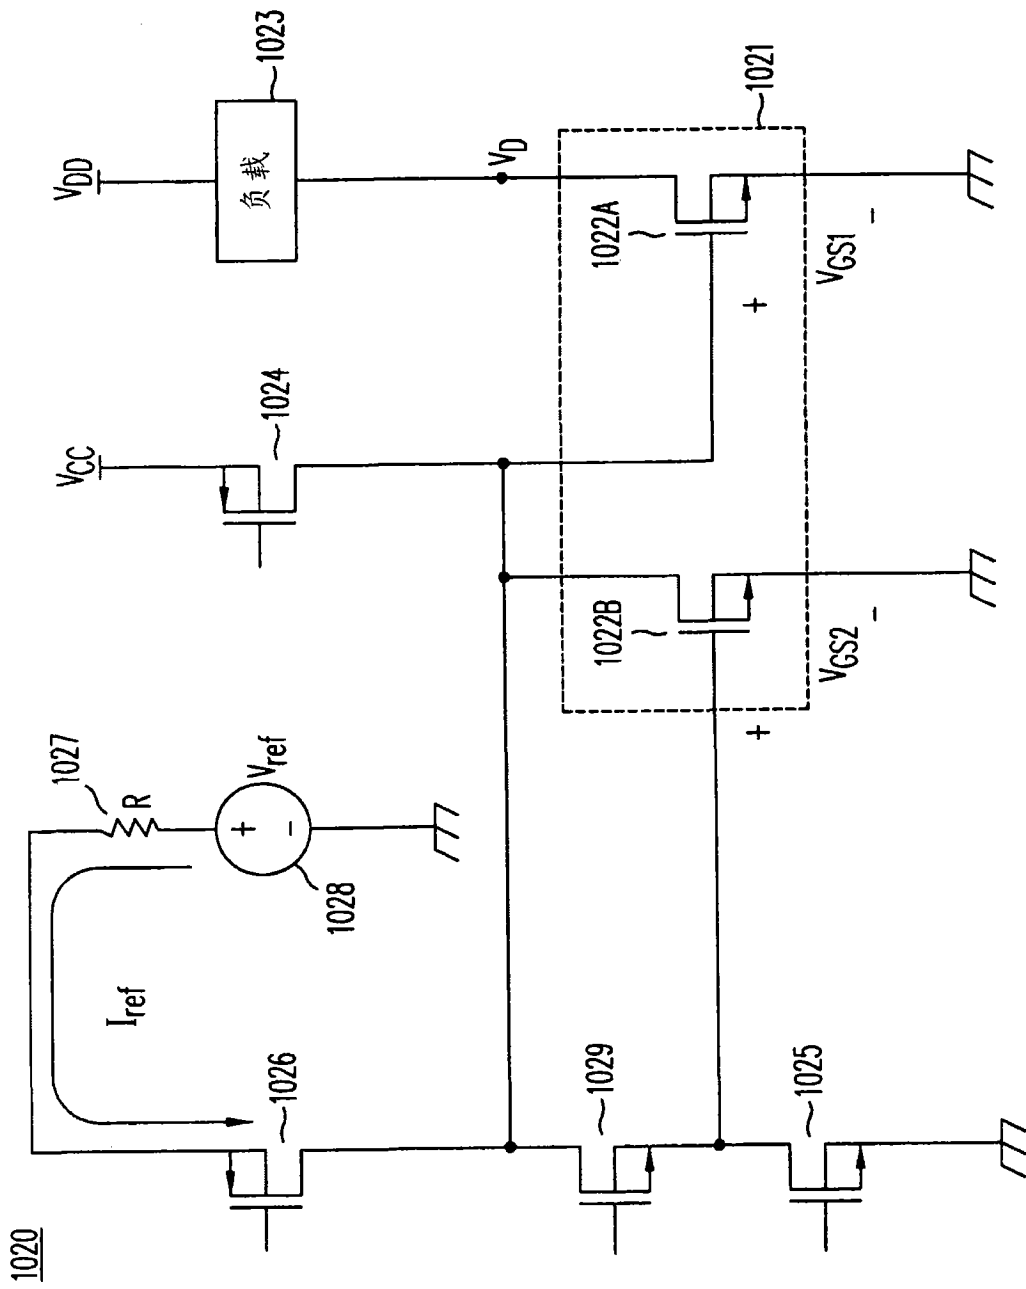 1020
V_DD
负载
1023
V_D
V_CC
1024
1022A
1021
+
V_GS1
-
1022B
+
V_GS2
-
1027
R
+
-
V_ref
1028
I_ref
1026
1029
1025